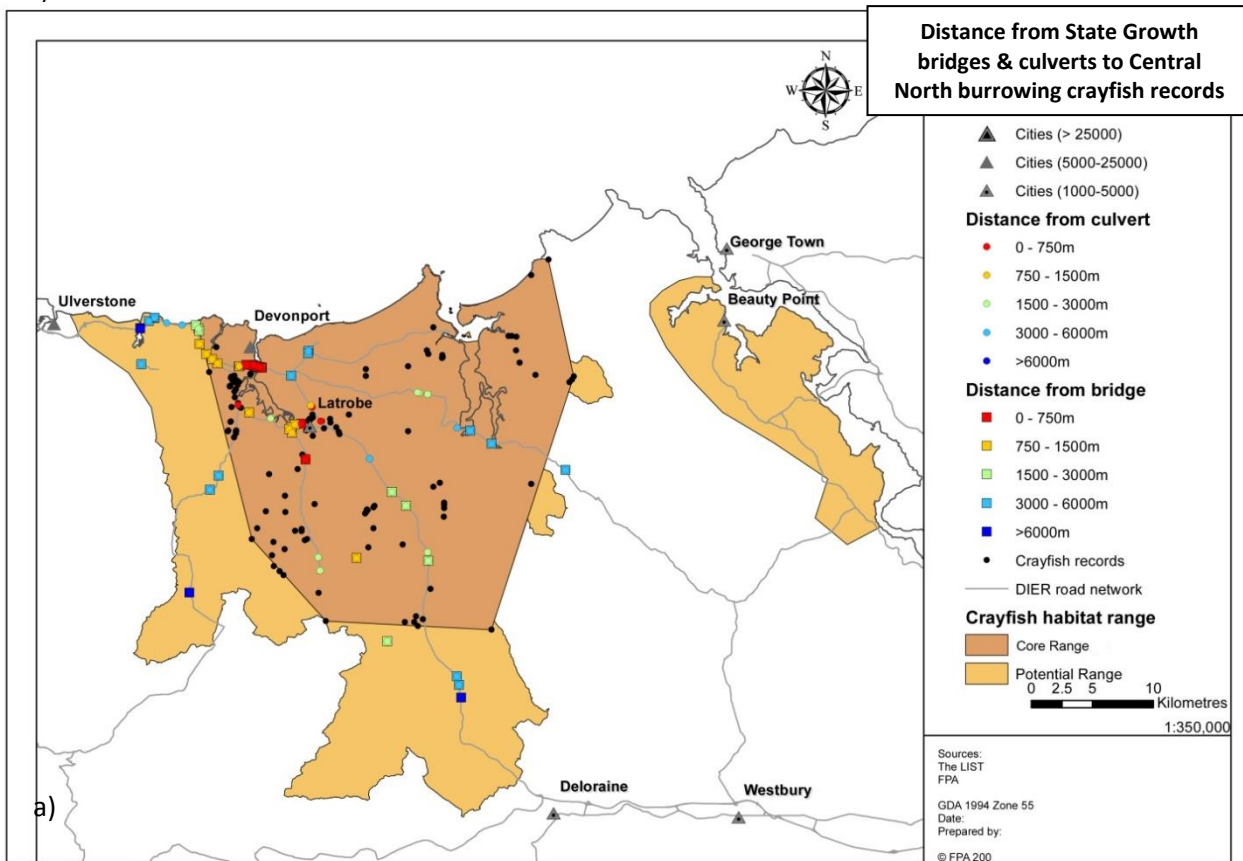 Distance from State Growth
bridges & culverts to Central
North burrowing crayfish records
N
W
E
S
Ulverstone
Devonport
Latrobe
George Town
Beauty Point
Deloraine
Westbury
a)
Cities (> 25000)
Cities (5000-25000)
Cities (1000-5000)
Distance from culvert
0 - 750m
750 - 1500m
1500 - 3000m
3000 - 6000m
>6000m
Distance from bridge
0 - 750m
750 - 1500m
1500 - 3000m
3000 - 6000m
>6000m
Crayfish records
DIER road network
Crayfish habitat range
Core Range
Potential Range
0 2.5 5 10
Kilometres
1:350,000
Sources:
The LIST
FPA
GDA 1994 Zone 55
Date:
Prepared by:
© FPA 200